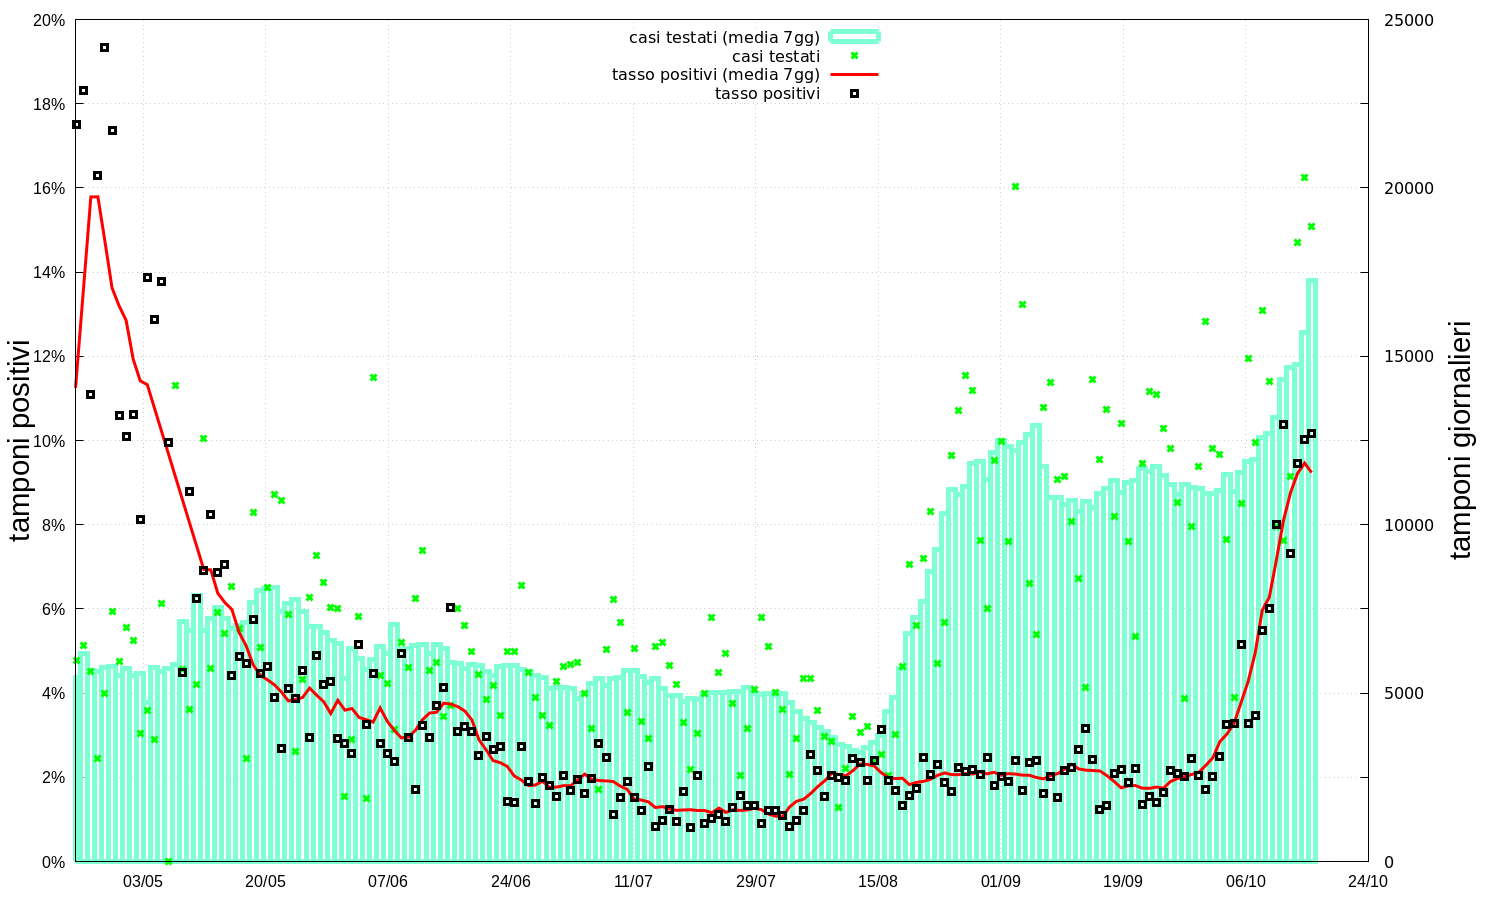 casi testati (media 7gg)
casi testati
tasso positivi (media 7gg)
tasso positivi
tamponi positivi
20%
18%
16%
14%
12%
10%
8%
6%
4%
2%
0%
25000
20000
15000
10000
5000
0
tamponi giornalieri
03/05 20/05 07/06 24/06 11/07 29/07 15/08 01/09 19/09 06/10 24/10